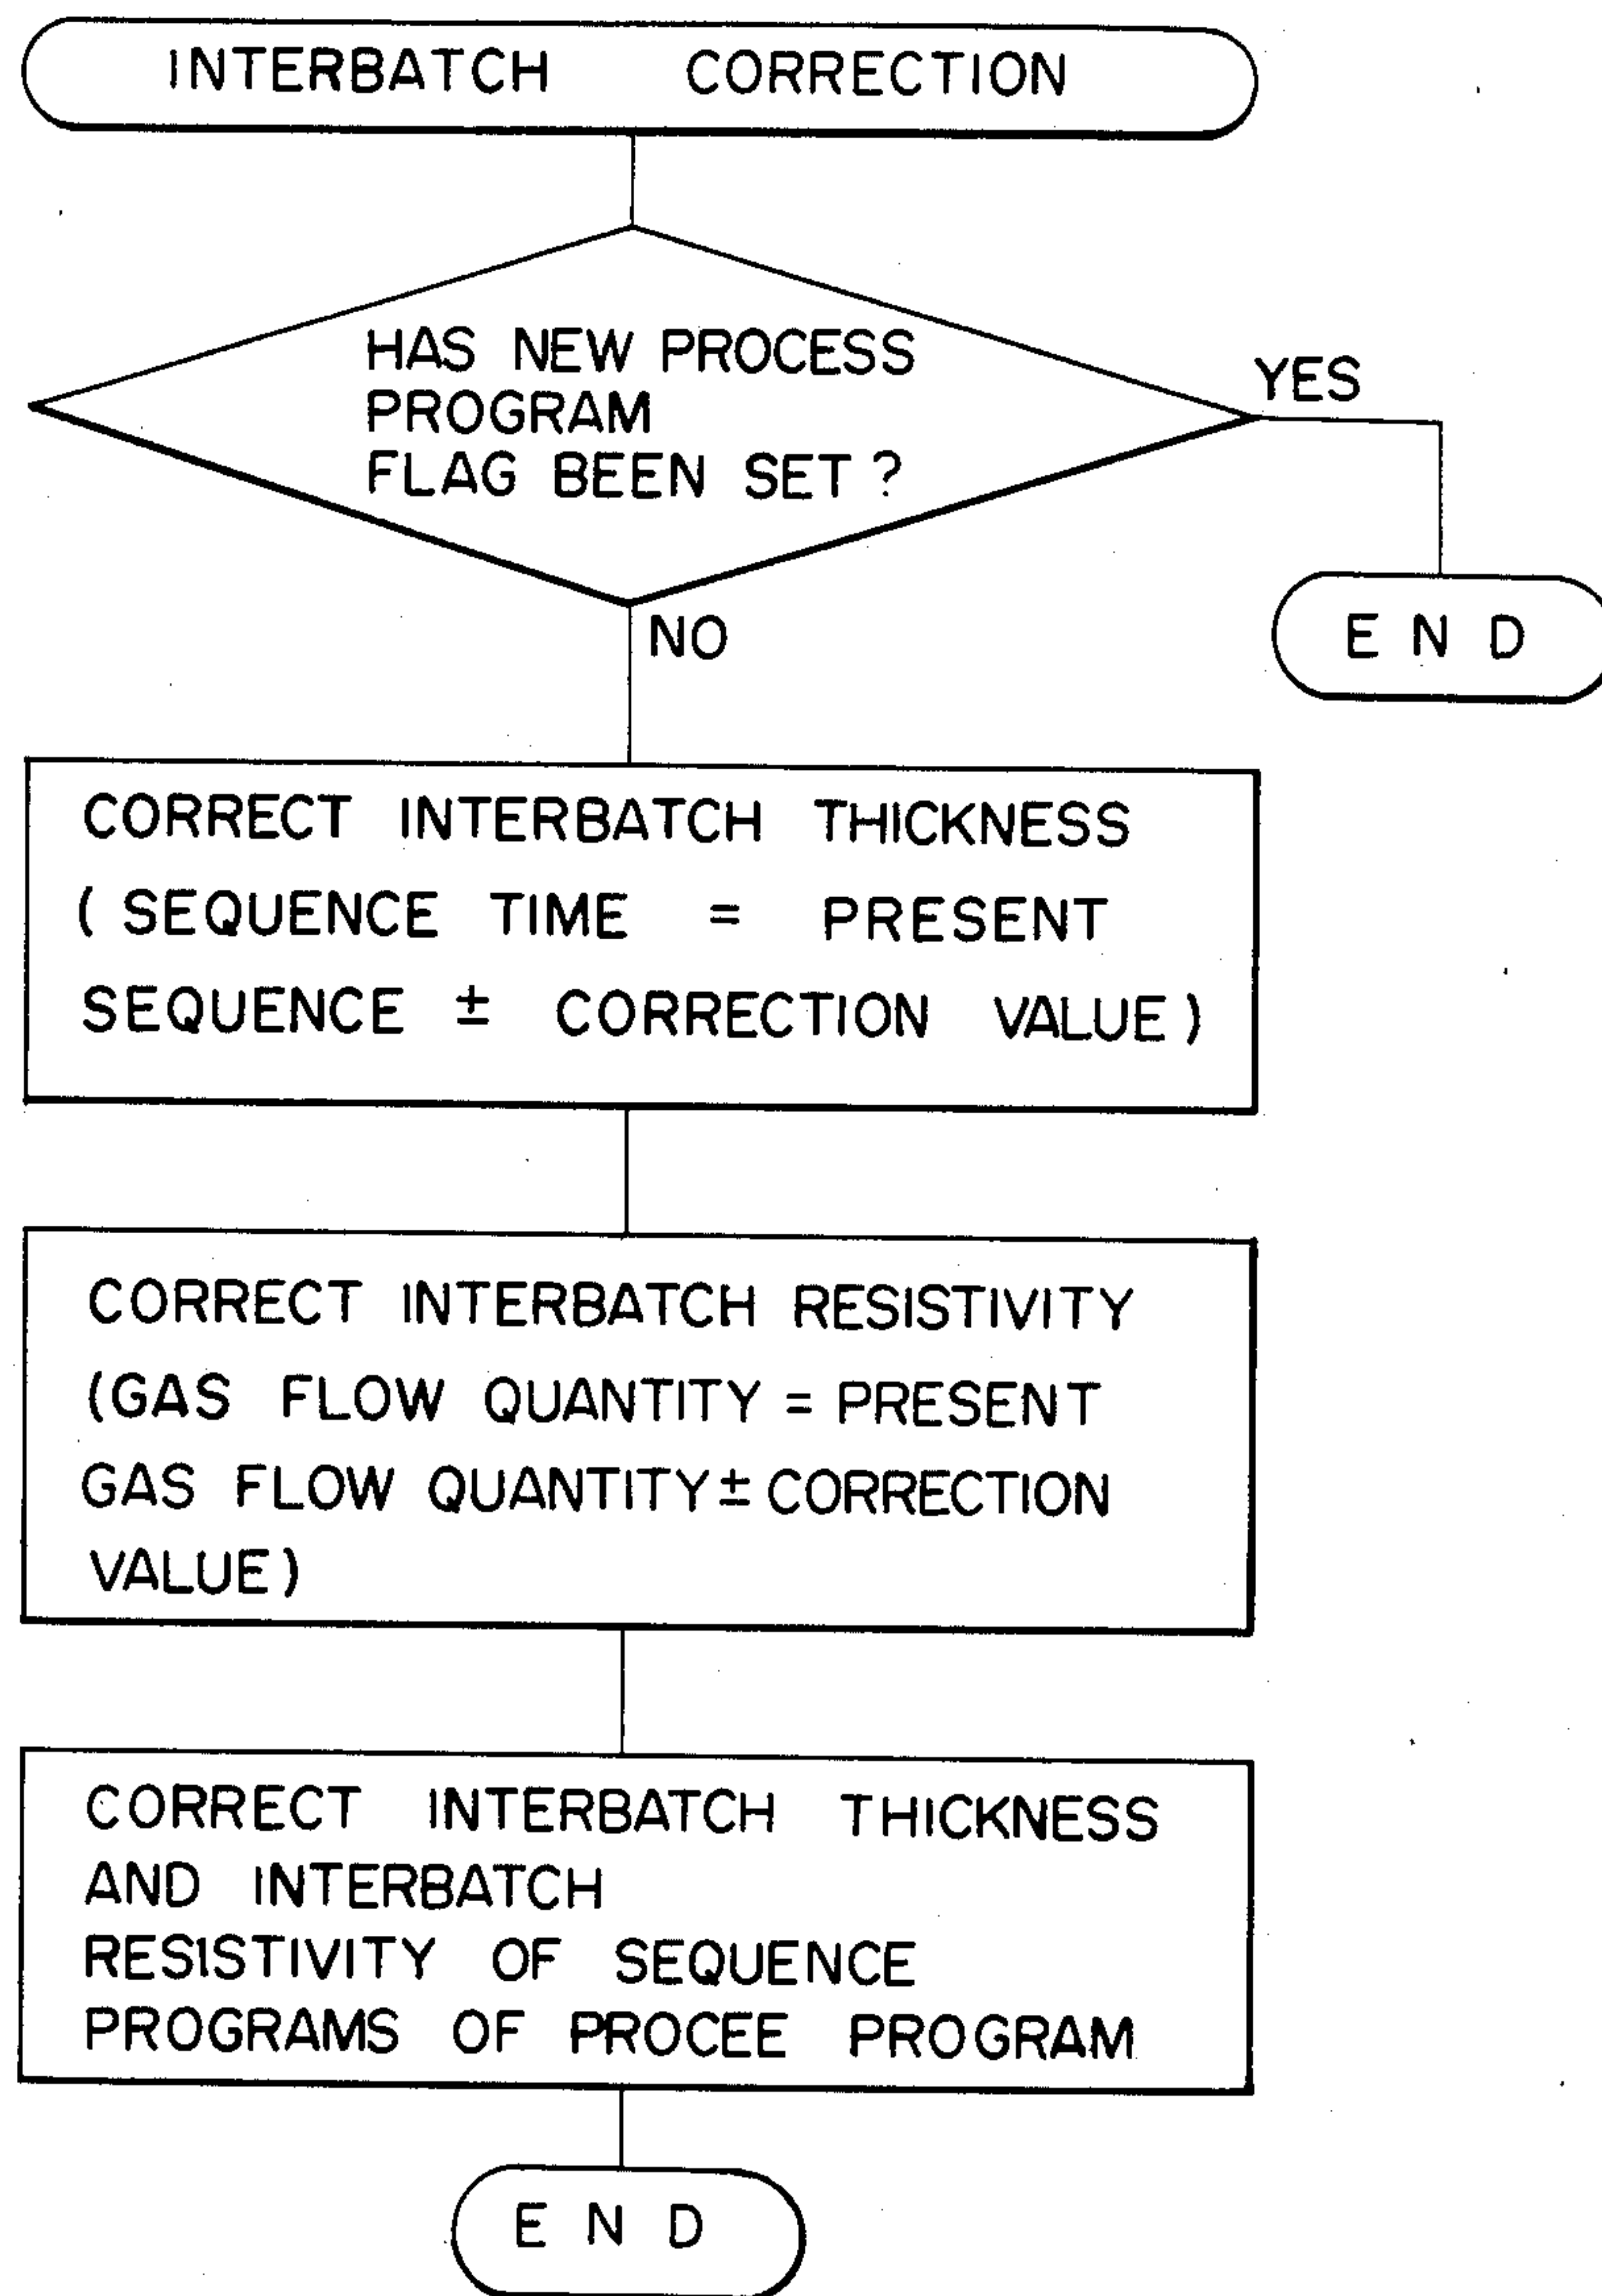 INTERBATCH CORRECTION
HAS NEW PROCESS
PROGRAM
FLAG BEEN SET ?
YES
END
NO
CORRECT INTERBATCH THICKNESS
( SEQUENCE TIME = PRESENT
SEQUENCE ± CORRECTION VALUE )
CORRECT INTERBATCH RESISTIVITY
(GAS FLOW QUANTITY = PRESENT
GAS FLOW QUANTITY ± CORRECTION
VALUE )
CORRECT INTERBATCH THICKNESS
AND INTERBATCH
RESISTIVITY OF SEQUENCE
PROGRAMS OF PROCEE PROGRAM
END